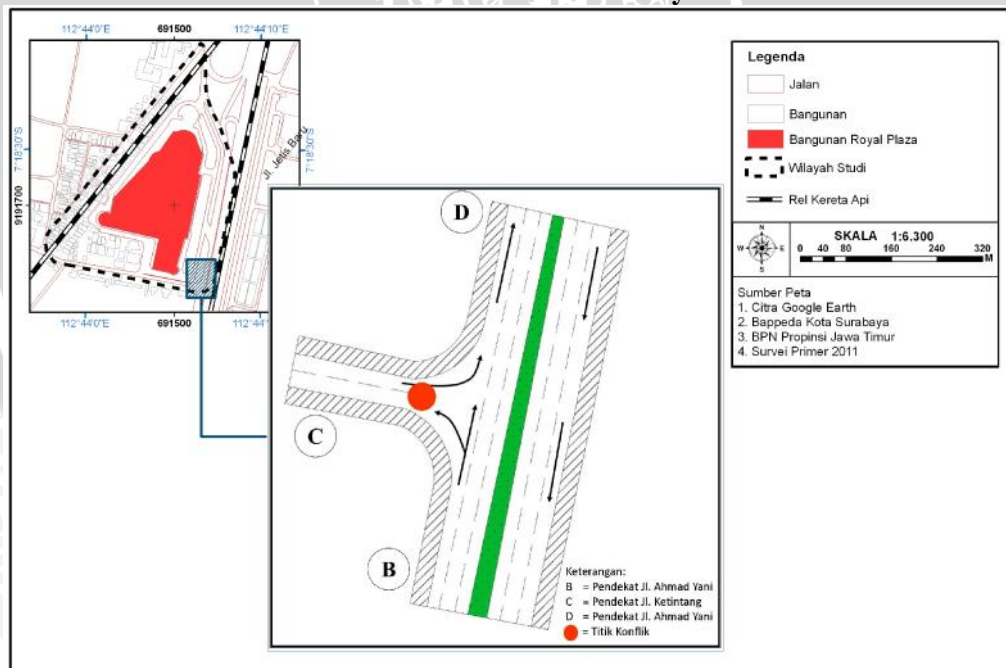 112°44'0"E 691500 112°44'10"E
7°18'30"S
9191700
Jl. Jetis Baru
7°18'30"S
112°44'0"E 691500 112°44'
Legenda
Jalan
Bangunan
Bangunan Royal Plaza
Wilayah Studi
Rel Kereta Api
N
W E
S
SKALA 1:6.300
0 40 80 160 240 320
M
Sumber Peta
1. Citra Google Earth
2. Bappeda Kota Surabaya
3. BPN Propinsi Jawa Timur
4. Survei Primer 2011
D
C
B
Keterangan:
B = Pendekat Jl. Ahmad Yani
C = Pendekat Jl. Ketintang
D = Pendekat Jl. Ahmad Yani
= Titik Konflik